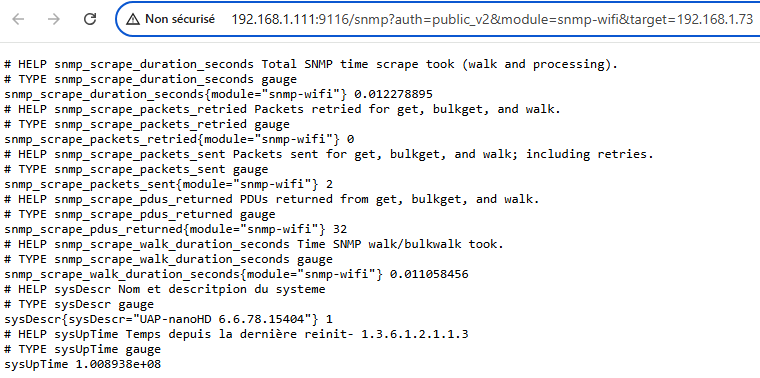 Non sécurisé 192.168.1.111:9116/snmp?auth=public_v2&module=snmp-wifi&target=192.168.1.73
# HELP snmp_scrape_duration_seconds Total SNMP time scrape took (walk and processing).
# TYPE snmp_scrape_duration_seconds gauge
snmp_scrape_duration_seconds{module="snmp-wifi"} 0.012278895
# HELP snmp_scrape_packets_retried Packets retried for get, bulkget, and walk.
# TYPE snmp_scrape_packets_retried gauge
snmp_scrape_packets_retried{module="snmp-wifi"} 0
# HELP snmp_scrape_packets_sent Packets sent for get, bulkget, and walk; including retries.
# TYPE snmp_scrape_packets_sent gauge
snmp_scrape_packets_sent{module="snmp-wifi"} 2
# HELP snmp_scrape_pdus_returned PDUs returned from get, bulkget, and walk.
# TYPE snmp_scrape_pdus_returned gauge
snmp_scrape_pdus_returned{module="snmp-wifi"} 32
# HELP snmp_scrape_walk_duration_seconds Time SNMP walk/bulkwalk took.
# TYPE snmp_scrape_walk_duration_seconds gauge
snmp_scrape_walk_duration_seconds{module="snmp-wifi"} 0.011058456
# HELP sysDescr Nom et descritpion du systeme
# TYPE sysDescr gauge
sysDescr{sysDescr="UAP-nanoHD 6.6.78.15404"} 1
# HELP sysUpTime Temps depuis la dernière reinit- 1.3.6.1.2.1.1.3
# TYPE sysUpTime gauge
sysUpTime 1.008938e+08